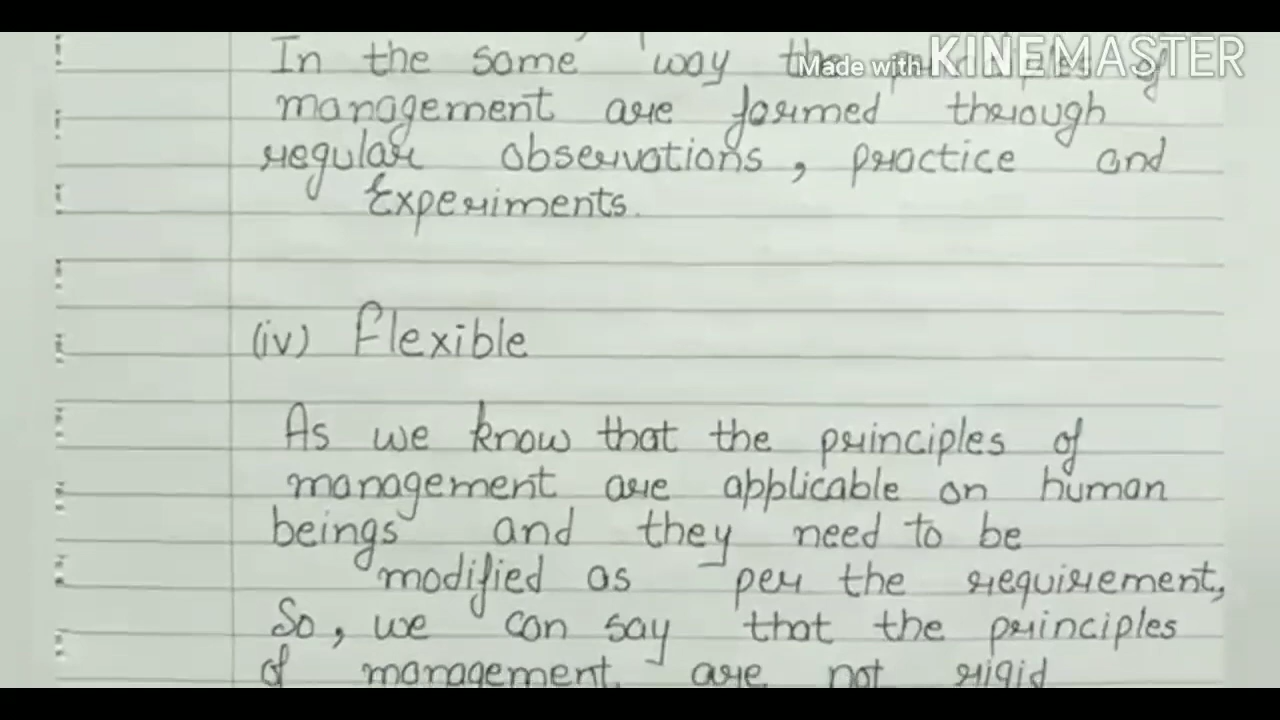 In the same way the principles of
Made with KINEMASTER
management are formed through
regular observations, practice and
Experiments.
(iv) Flexible
As we know that the principles of
management are applicable on human
beings and they need to be
modified as per the requirement,
So, we can say that the principles
of management are not rigid